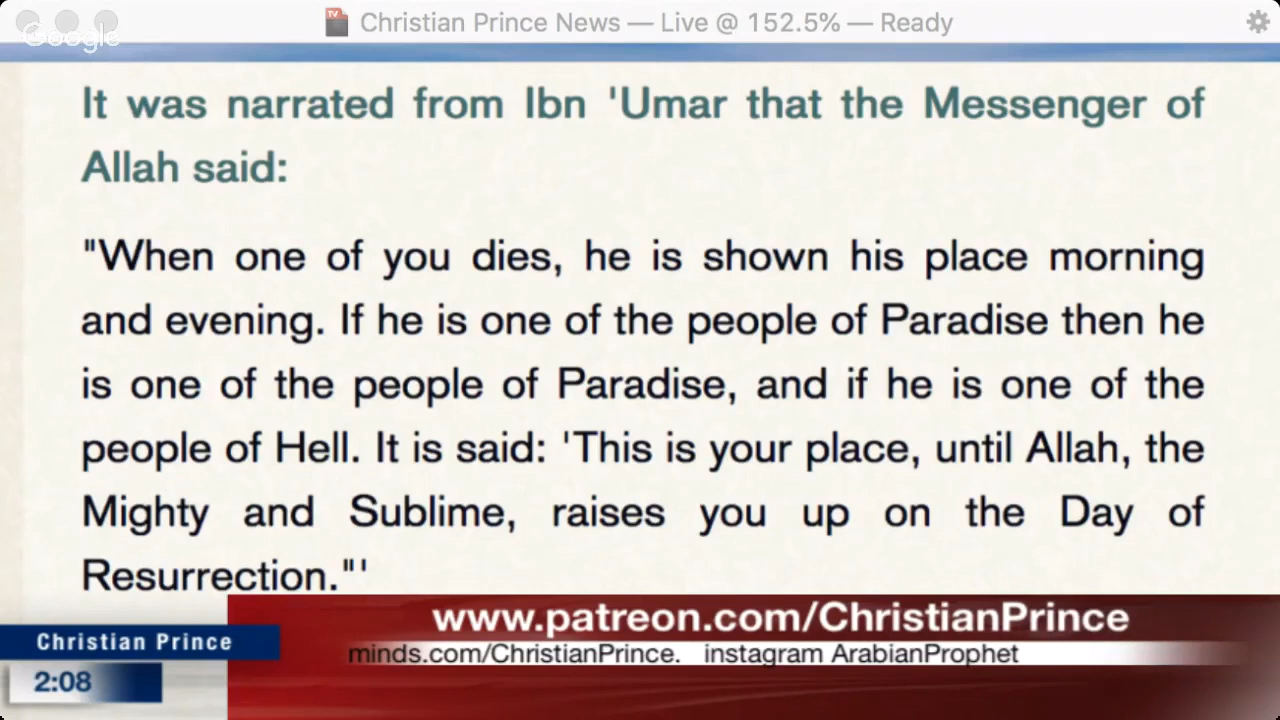 Christian Prince News — Live @ 152.5% — Ready
Google
It was narrated from Ibn 'Umar that the Messenger of
Allah said:
"When one of you dies, he is shown his place morning
and evening. If he is one of the people of Paradise then he
is one of the people of Paradise, and if he is one of the
people of Hell. It is said: 'This is your place, until Allah, the
Mighty and Sublime, raises you up on the Day of
Resurrection."'
www.patreon.com/ChristianPrince
Christian Prince
minds.com/ChristianPrince. instagram ArabianProphet
2:08